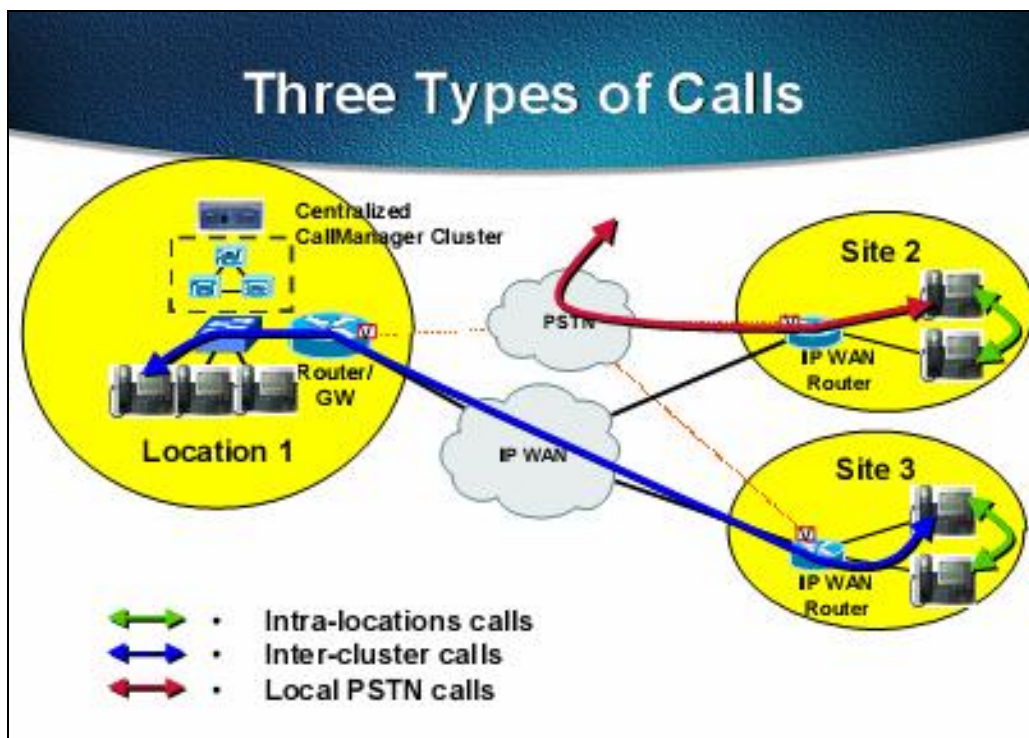 Three Types of Calls
Centralized
CallManager Cluster
Router/
GW
Location 1
PSTN
IP WAN
Site 2
IP WAN
Router
Site 3
IP WAN
Router
• Intra-locations calls
• Inter-cluster calls
• Local PSTN calls